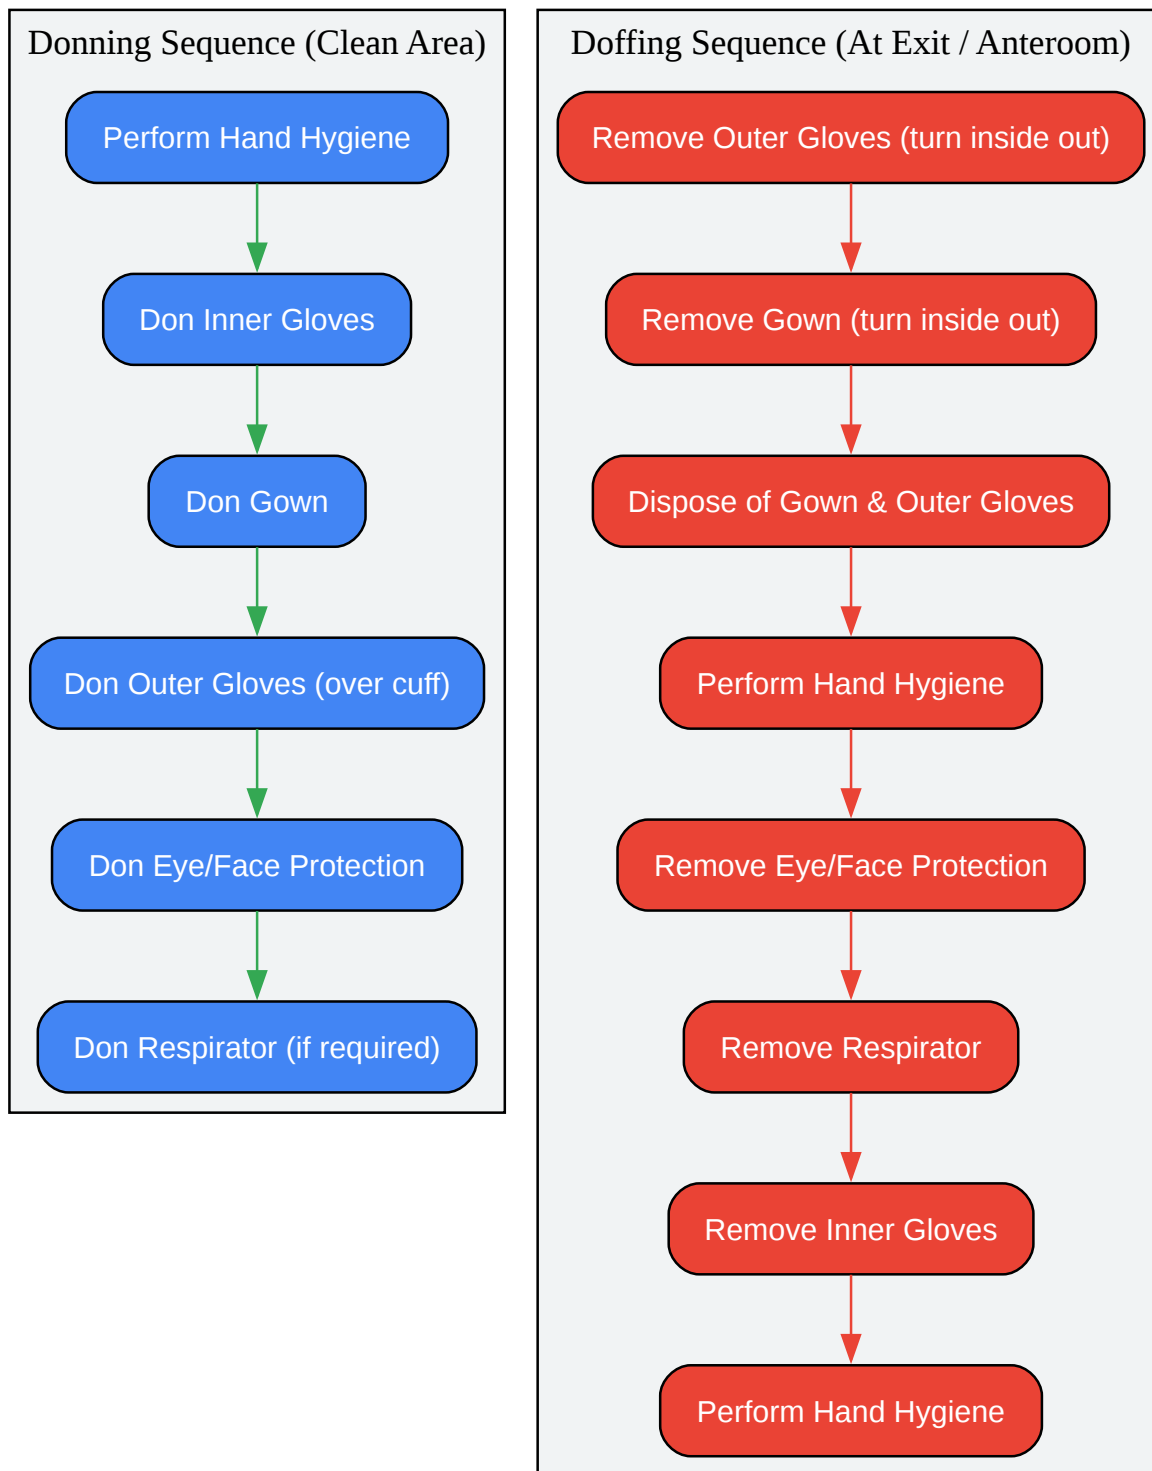 Donning Sequence (Clean Area)
Perform Hand Hygiene
Don Inner Gloves
Don Gown
Don Outer Gloves (over cuff)
Don Eye/Face Protection
Don Respirator (if required)
Doffing Sequence (At Exit / Anteroom)
Remove Outer Gloves (turn inside out)
Remove Gown (turn inside out)
Dispose of Gown & Outer Gloves
Perform Hand Hygiene
Remove Eye/Face Protection
Remove Respirator
Remove Inner Gloves
Perform Hand Hygiene